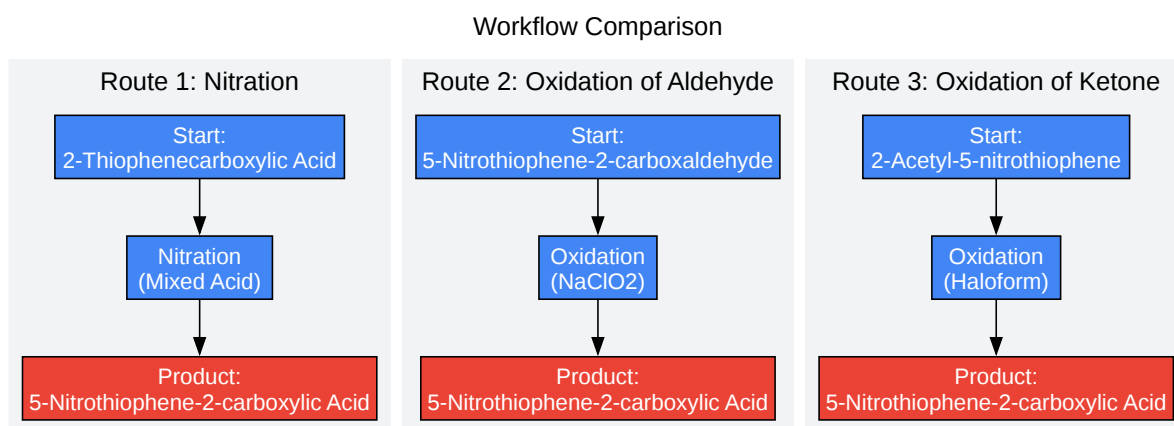 Workflow Comparison
Route 1: Nitration
Start:
2-Thiophenecarboxylic Acid
Nitration
(Mixed Acid)
Product:
5-Nitrothiophene-2-carboxylic Acid
Route 2: Oxidation of Aldehyde
Start:
5-Nitrothiophene-2-carboxaldehyde
Oxidation
(NaClO2)
Product:
5-Nitrothiophene-2-carboxylic Acid
Route 3: Oxidation of Ketone
Start:
2-Acetyl-5-nitrothiophene
Oxidation
(Haloform)
Product:
5-Nitrothiophene-2-carboxylic Acid